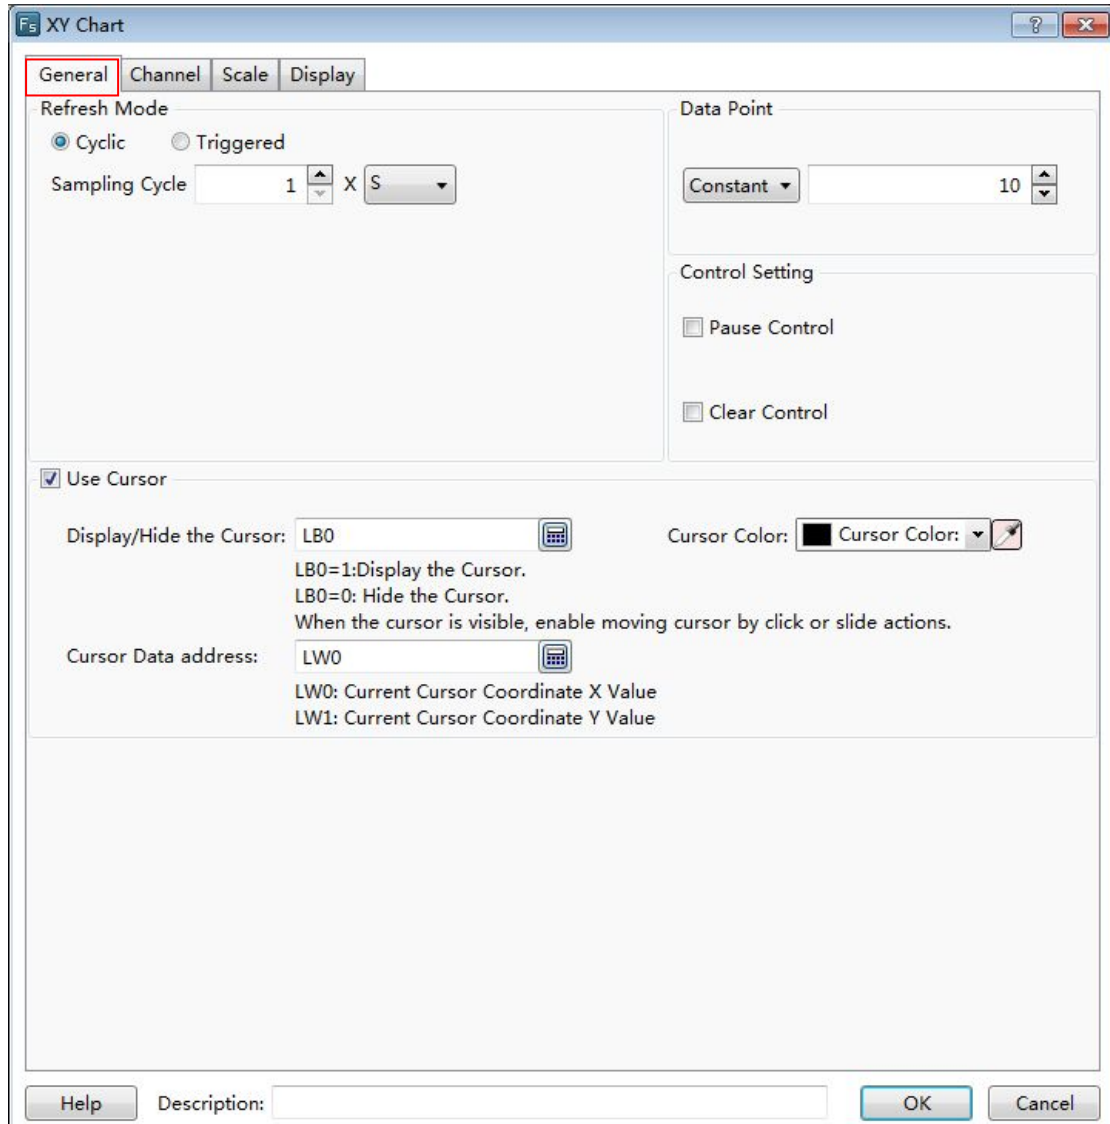 Fs XY Chart
General Channel Scale Display
Refresh Mode
Cyclic Triggered
Sampling Cycle 1 X S
Data Point
Constant 10
Control Setting
Pause Control
Clear Control
Use Cursor
Display/Hide the Cursor: LB0
Cursor Color: Cursor Color:
LB0=1:Display the Cursor.
LB0=0: Hide the Cursor.
When the cursor is visible, enable moving cursor by click or slide actions.
Cursor Data address: LW0
LW0: Current Cursor Coordinate X Value
LW1: Current Cursor Coordinate Y Value
Help Description: OK Cancel